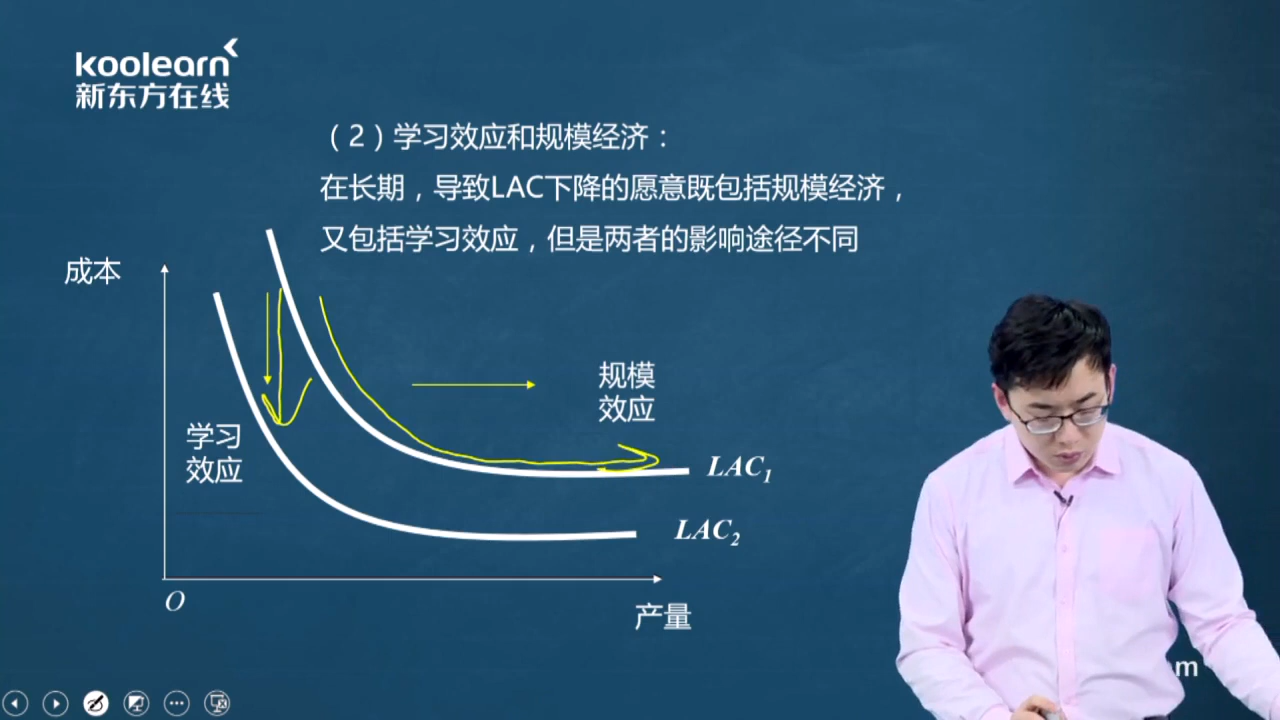 koolearn
新东方在线
（2）学习效应和规模经济：
在长期，导致LAC下降的愿意既包括规模经济，
又包括学习效应，但是两者的影响途径不同
成本
规模
效应
学习
效应
LAC1
LAC2
O
产量
m